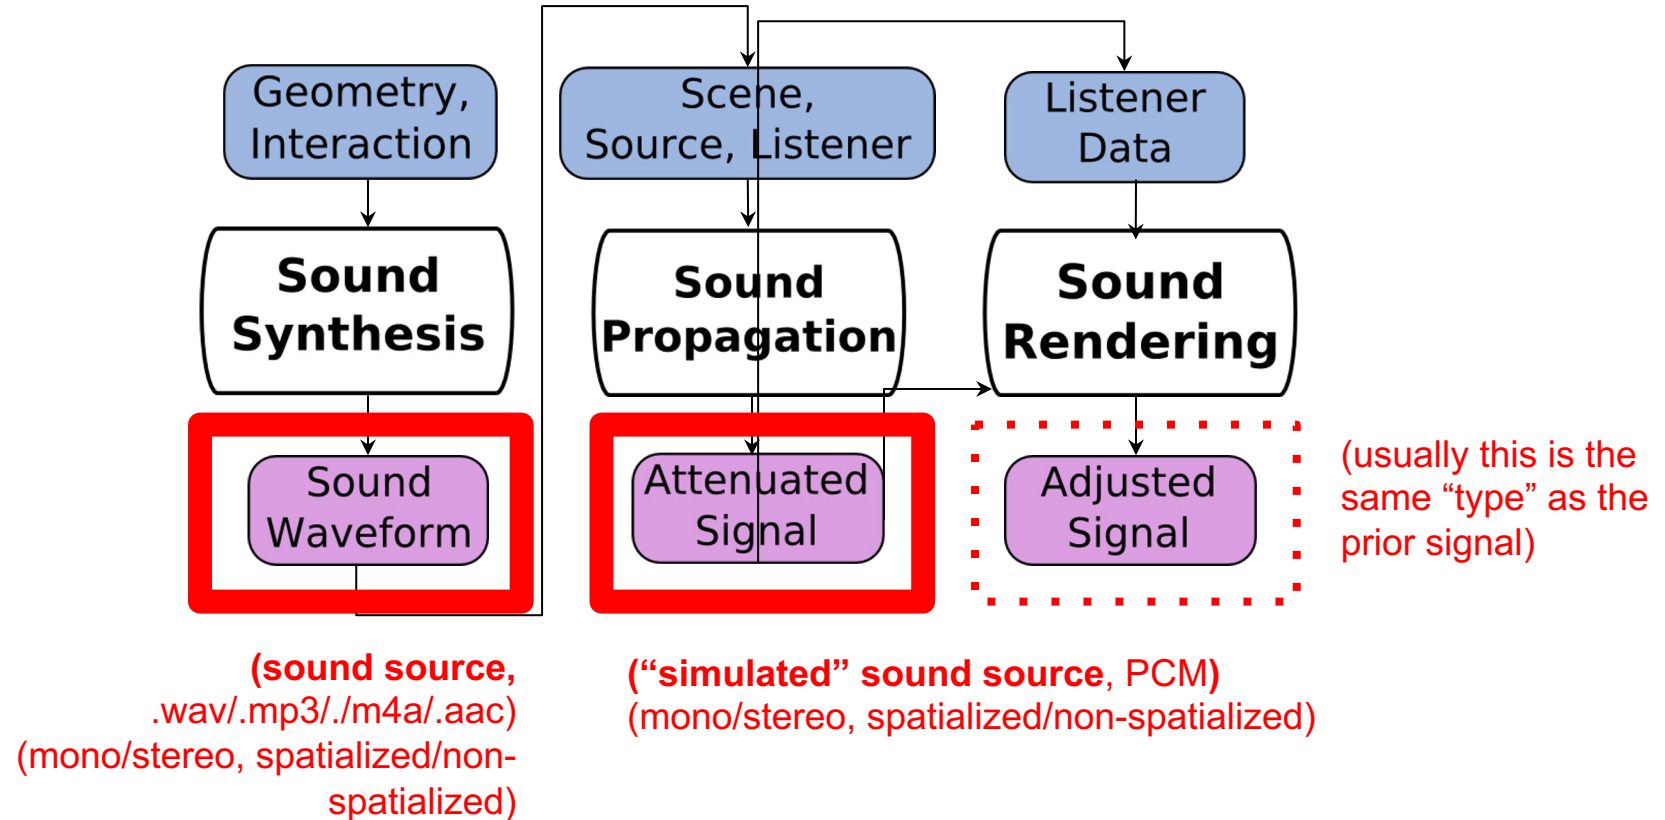 Geometry,
Interaction
Scene,
Source, Listener
Listener
Data
Sound
Synthesis
Sound
Propagation
Sound
Rendering
Sound
Waveform
Attenuated
Signal
Adjusted
Signal
(usually this is the
same “type” as the
prior signal)
(sound source,
.wav/.mp3/./m4a/.aac)
(mono/stereo, spatialized/non-
spatialized)
(“simulated” sound source, PCM)
(mono/stereo, spatialized/non-spatialized)